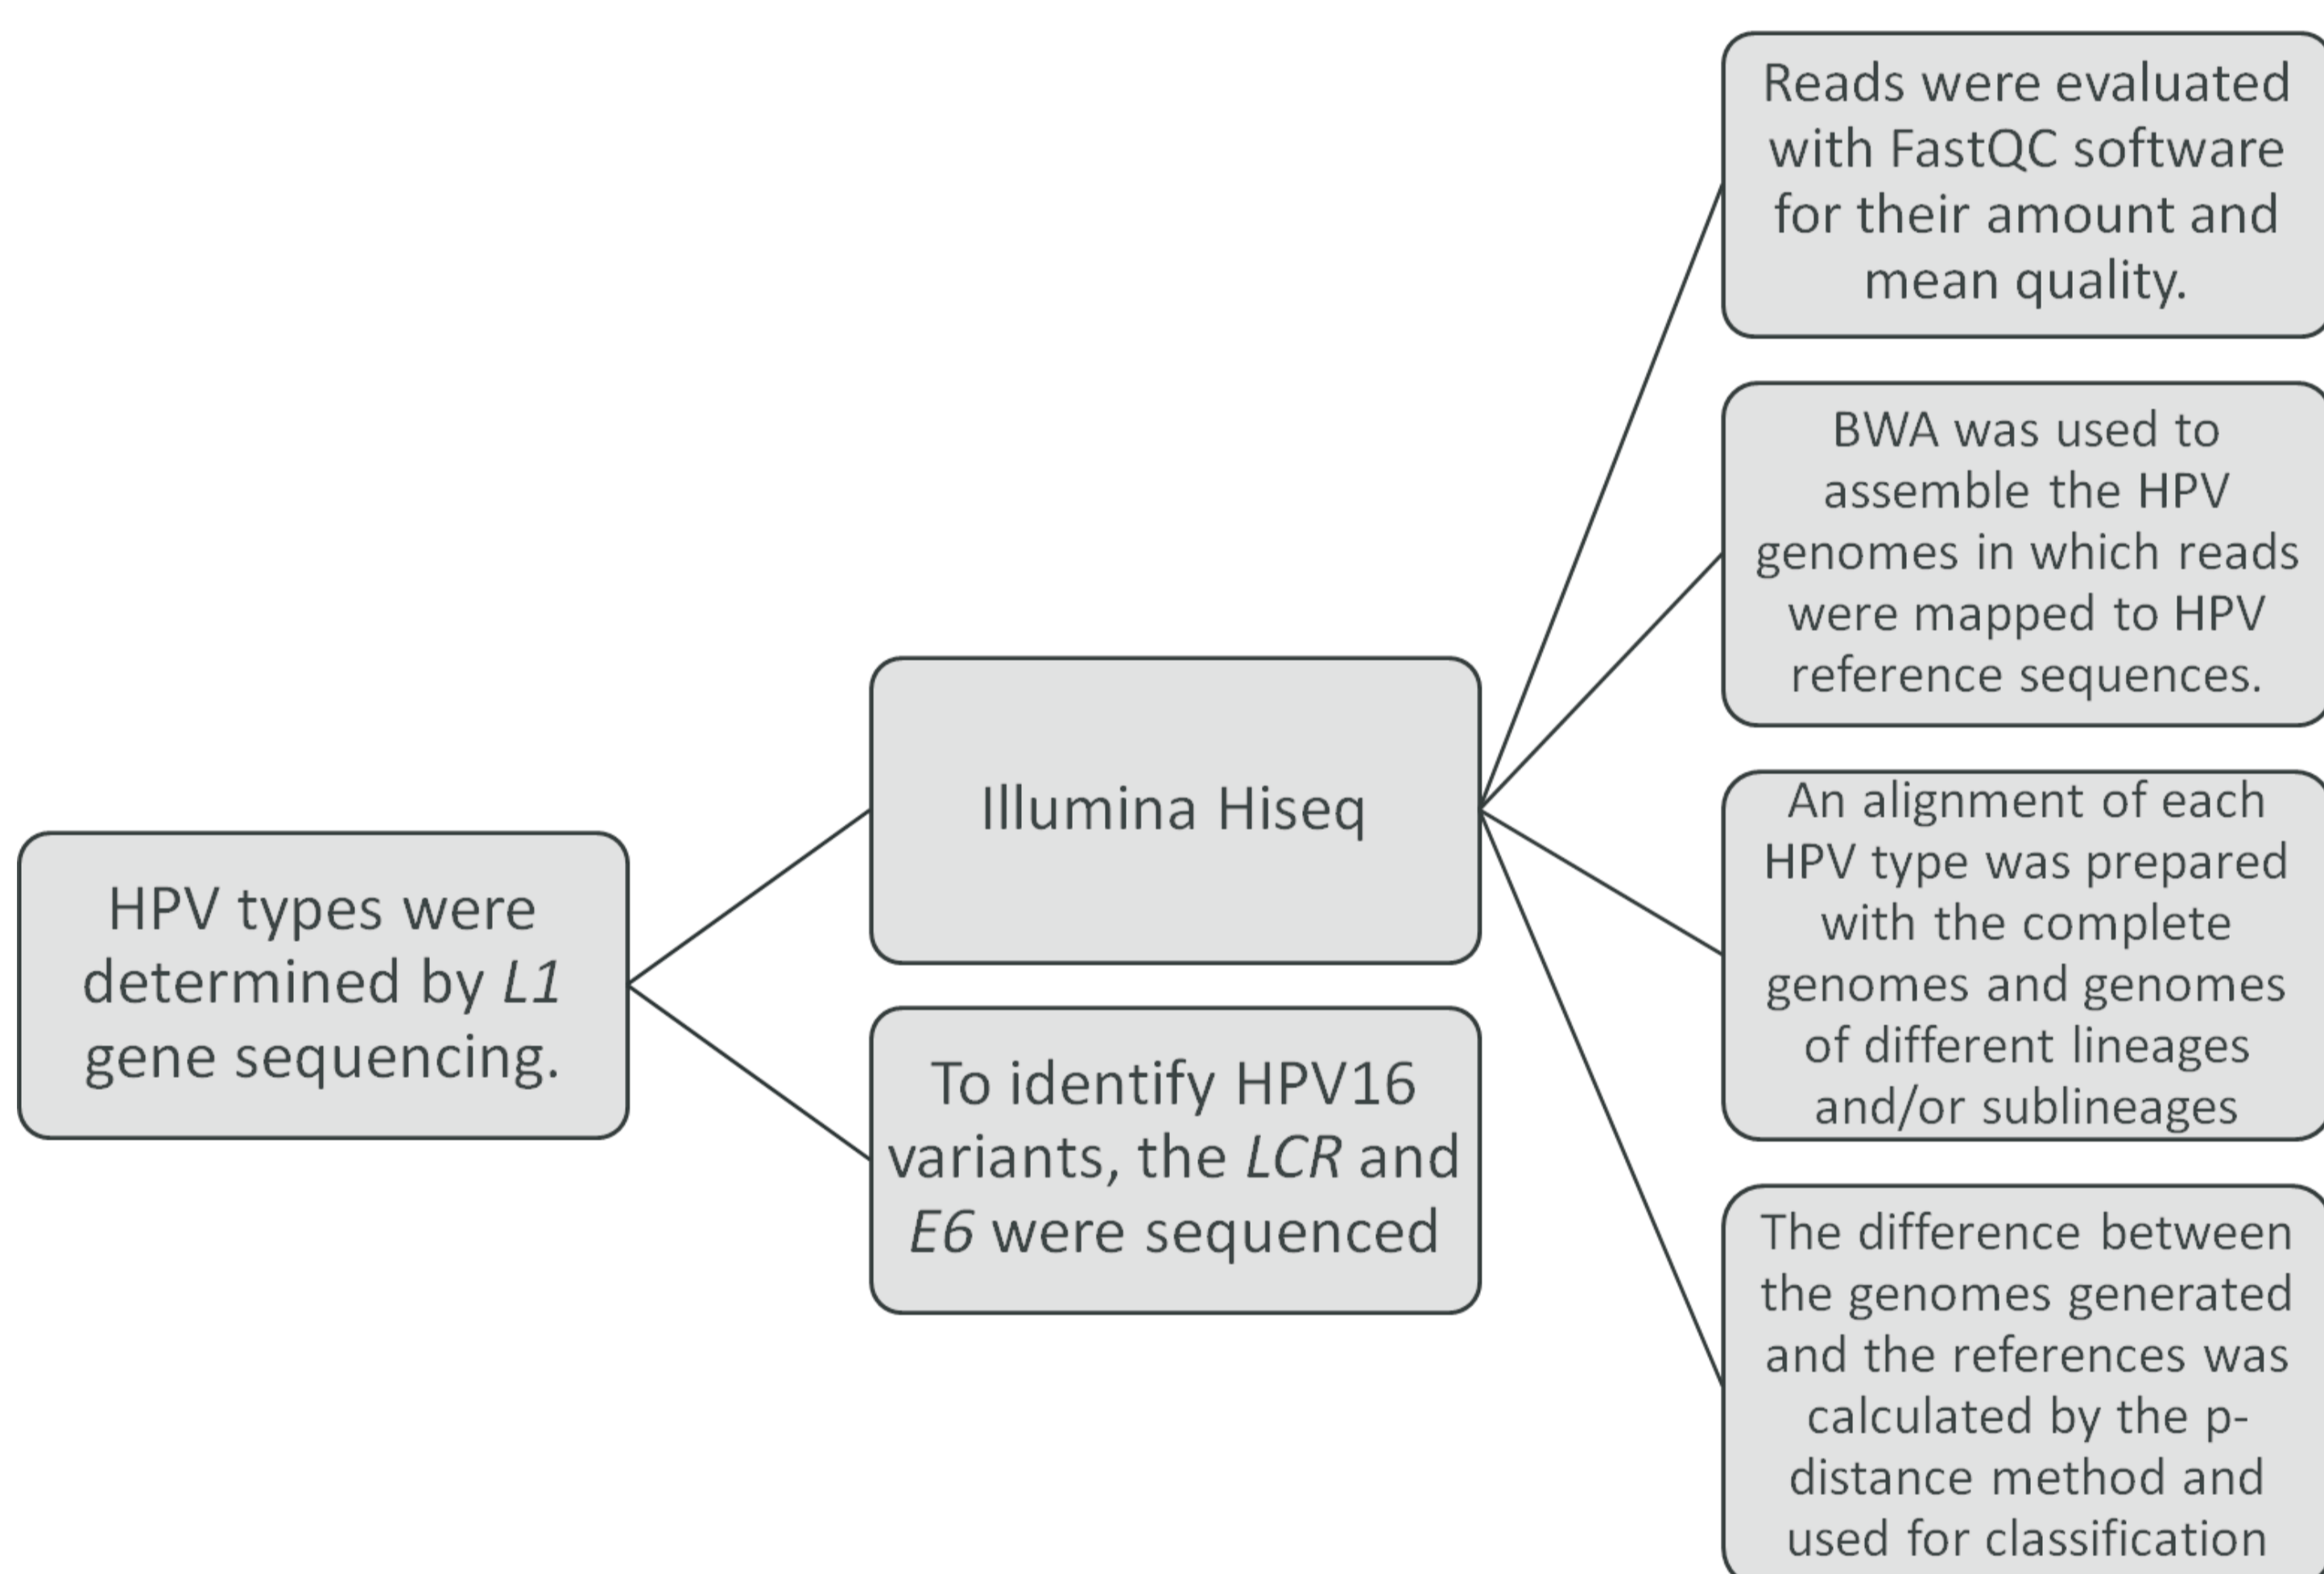 HPV types were
determined by L1
gene sequencing.
Illumina Hiseq
To identify HPV16
variants, the LCR and
E6 were sequenced
Reads were evaluated
with FastQC software
for their amount and
mean quality.
BWA was used to
assemble the HPV
genomes in which reads
were mapped to HPV
reference sequences.
An alignment of each
HPV type was prepared
with the complete
genomes and genomes
of different lineages
and/or sublineages
The difference between
the genomes generated
and the references was
calculated by the p-
distance method and
used for classification